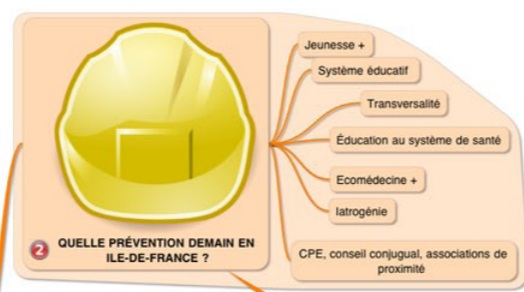 Jeunesse +
Système éducatif
Transversalité
Éducation au système de santé
Ecomédecine +
Iatrogénie
CPE, conseil conjugual, associations de
proximité
2
QUELLE PRÉVENTION DEMAIN EN
ILE-DE-FRANCE ?